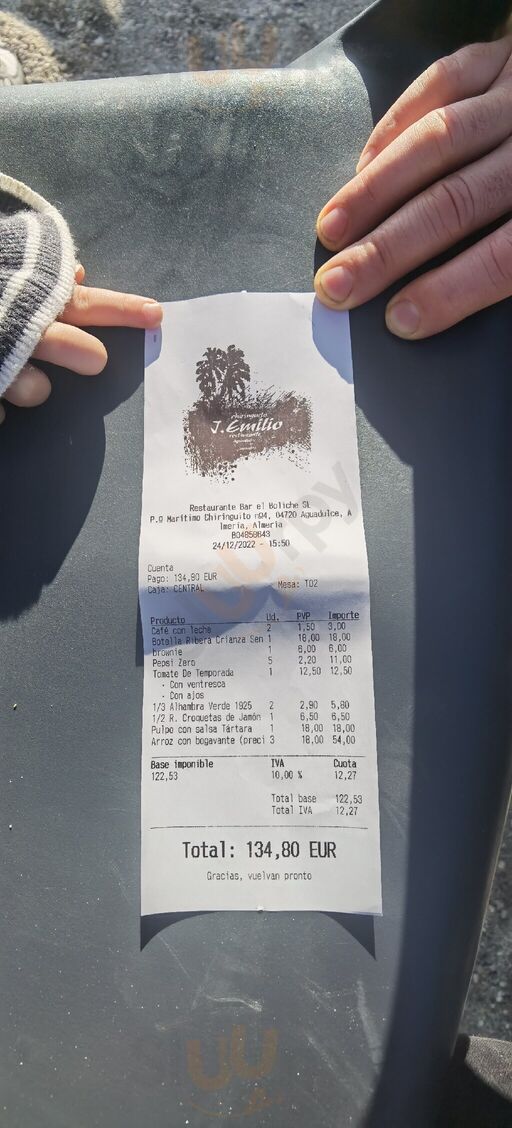 chiringuito
J.Emilio
restaurante
Restaurante Bar el Boliche SL
P.º Marítimo Chiringuito nº4, 04720 Aguadulce, A
lmería, Almería
B04858643
24/12/2022 - 15:50
Cuenta
Pago: 134,80 EUR
Caja: CENTRAL Mesa: T02
Producto Ud. PVP Importe
Café con leche 2 1,50 3,00
Botella Ribera Crianza Sen 1 18,00 18,00
brownie 1 6,00 6,00
Pepsi Zero 5 2,20 11,00
Tomate De Temporada 1 12,50 12,50
- Con ventresca
- Con ajos
1/3 Alhambra Verde 1925 2 2,90 5,80
1/2 R. Croquetas de Jamón 1 6,50 6,50
Pulpo con salsa Tártara 1 18,00 18,00
Arroz con bogavante (preci 3 18,00 54,00
Base imponible IVA Cuota
122,53 10,00 % 12,27
Total base 122,53
Total IVA 12,27
Total: 134,80 EUR
Gracias, vuelvan pronto